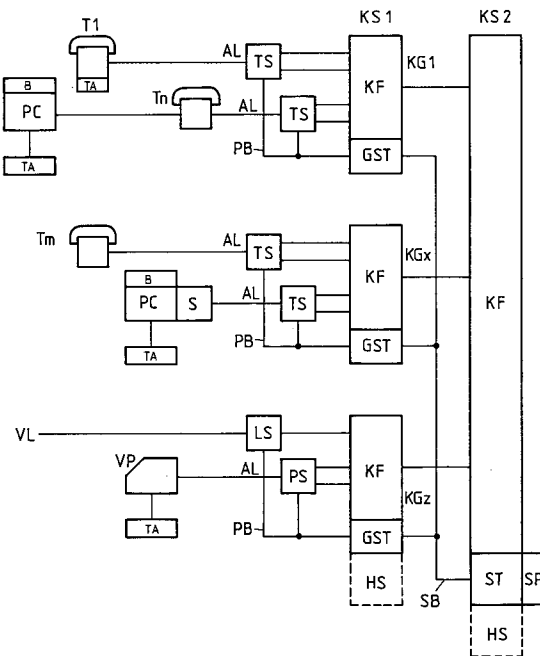 KS1 KS2
T1
AL TS KG1
TA KF
B
PC Tn AL TS
PB GST
TA
Tm AL TS KGx
KF KF
B
PC S AL TS
PB GST
TA
VL LS
VP AL PS KF
KGz
TA PB GST
HS SB ST SP
HS